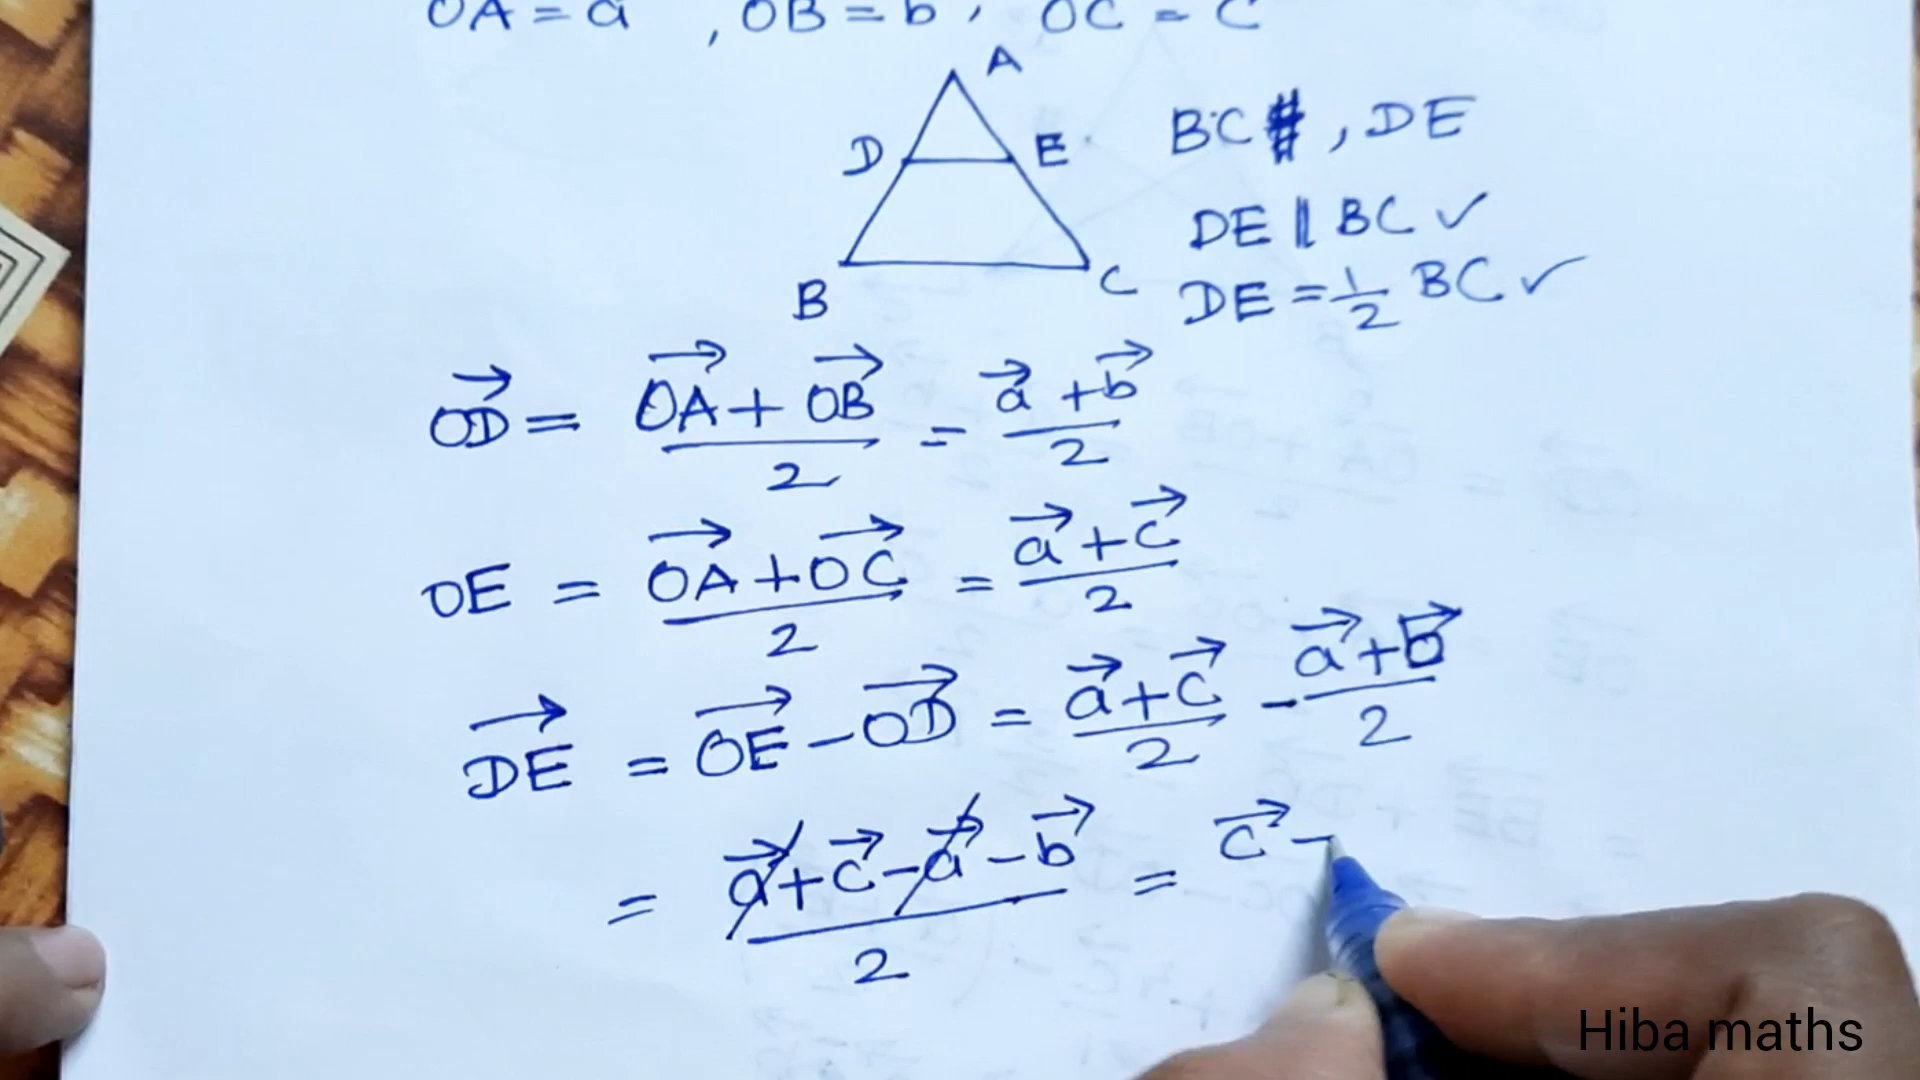 OA = a , OB = b , OC = C
A
D E BC , DE
DE || BC ✓
B C DE = 1/2 BC ✓
→OD = (→OA + →OB)/2 = (→a + →b)/2
OE = (→OA + →OC)/2 = (→a + →c)/2
→DE = →OE - →OD = (→a + →c)/2 - (→a + →b)/2
= (→a + →c - →a - →b)/2 = →c -
Hiba maths